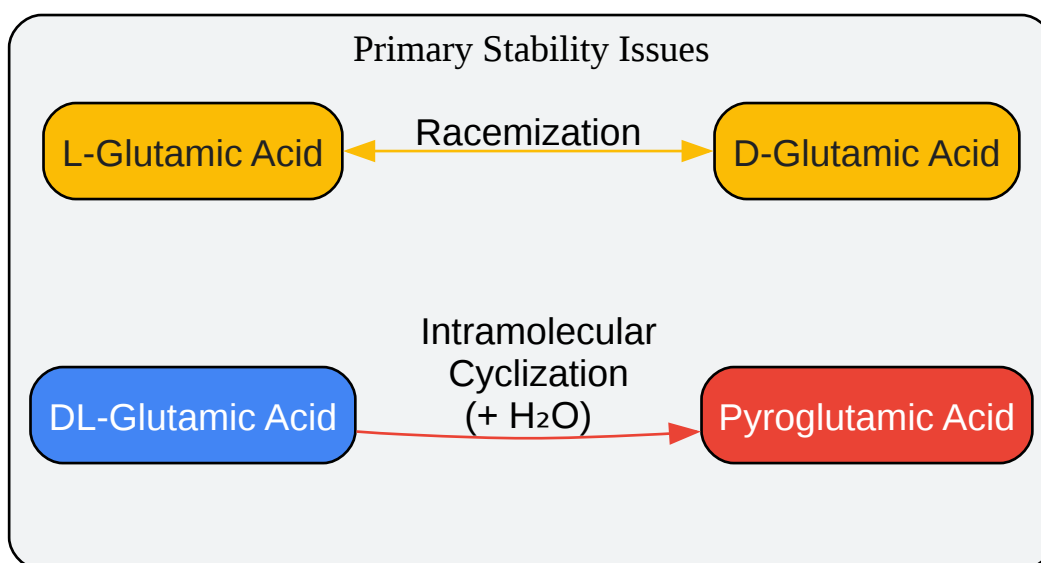 Primary Stability Issues
L-Glutamic Acid
Racemization
D-Glutamic Acid
Intramolecular
Cyclization
(+ H₂O)
DL-Glutamic Acid
Pyroglutamic Acid